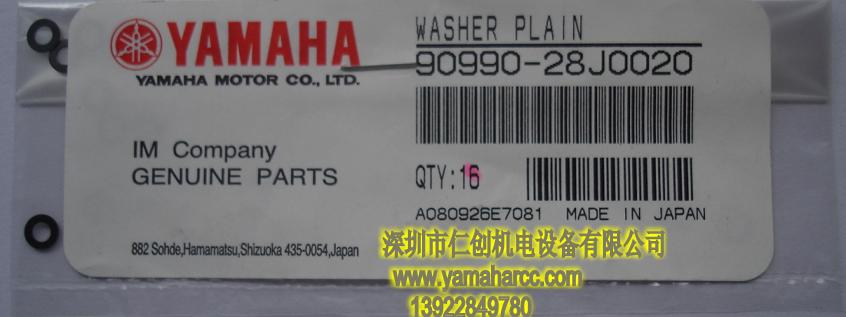 YAMAHA
YAMAHA MOTOR CO., LTD.
IM Company
GENUINE PARTS
882 Sohde,Hamamatsu,Shizuoka 435-0054,Japan
WASHER PLAIN
90990-28J0020
QTY:16
A080926E7081 MADE IN JAPAN
深圳市仁创机电设备有限公司
www.yamaharcc.com
13922849780